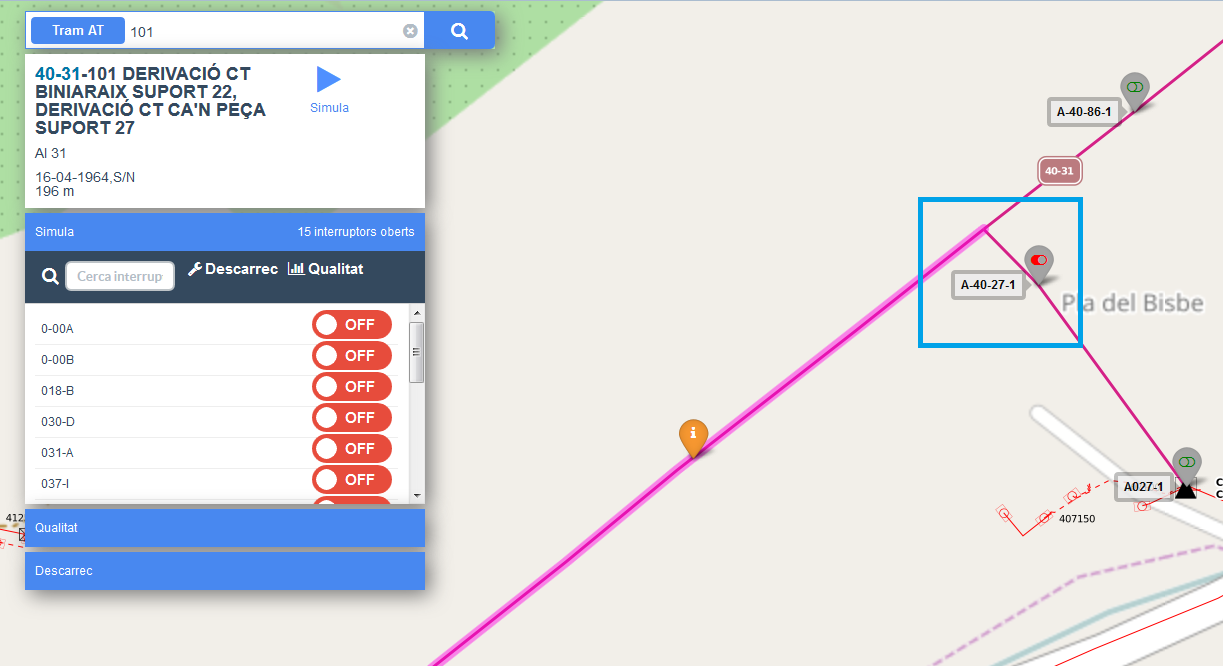 Tram AT 101
40-31-101 DERIVACIÓ CT
BINIARAIX SUPORT 22,
DERIVACIÓ CT CA'N PEÇA
SUPORT 27
Simula
Al 31
16-04-1964,S/N
196 m
Simula 15 interruptors oberts
Cerca interrup Descarrec Qualitat
0-00A OFF
0-00B OFF
018-B OFF
030-D OFF
031-A OFF
037-I OFF
Qualitat
Descarrec
A-40-86-1
40-31
A-40-27-1
Pla del Bisbe
A027-1
C
C
407150
412